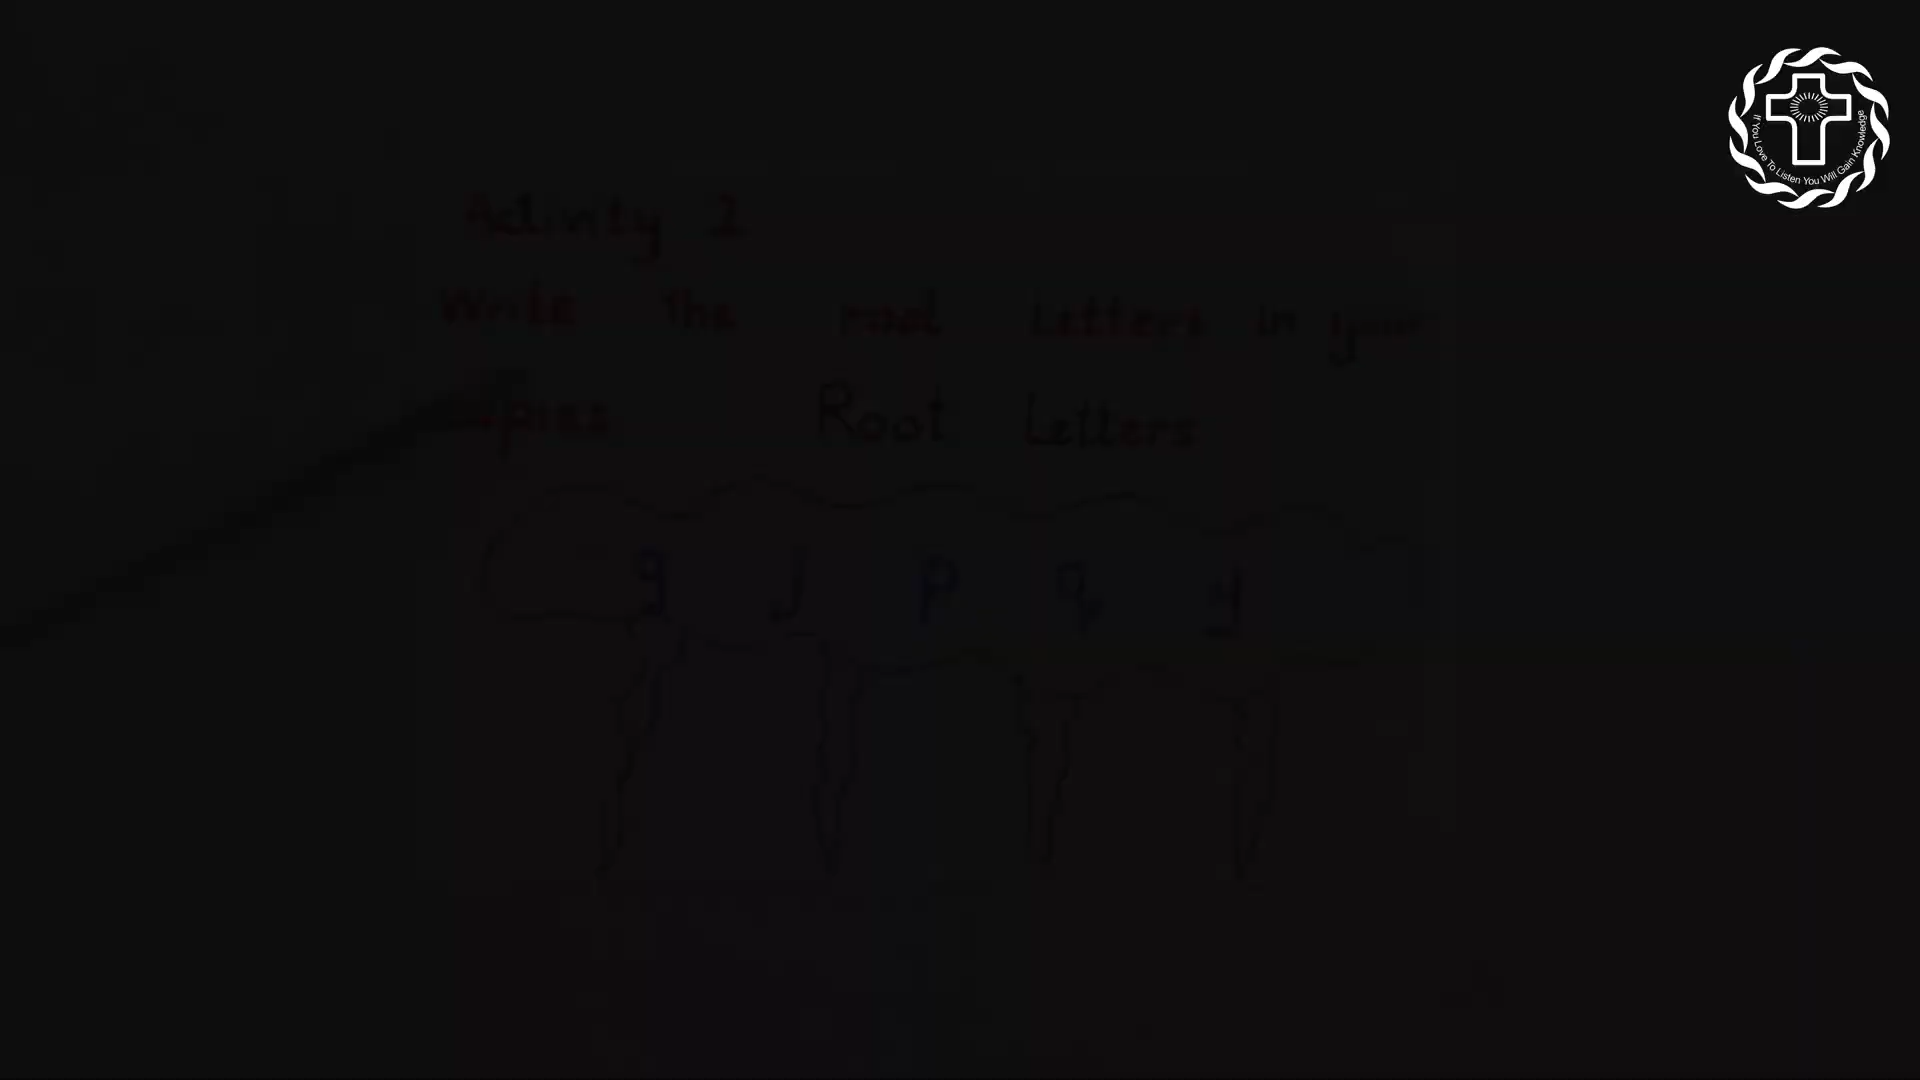 If You Love To Listen You Will Gain Knowledge
Activity 2
Write the root Letters in your
copies Root Letters
g j p q y